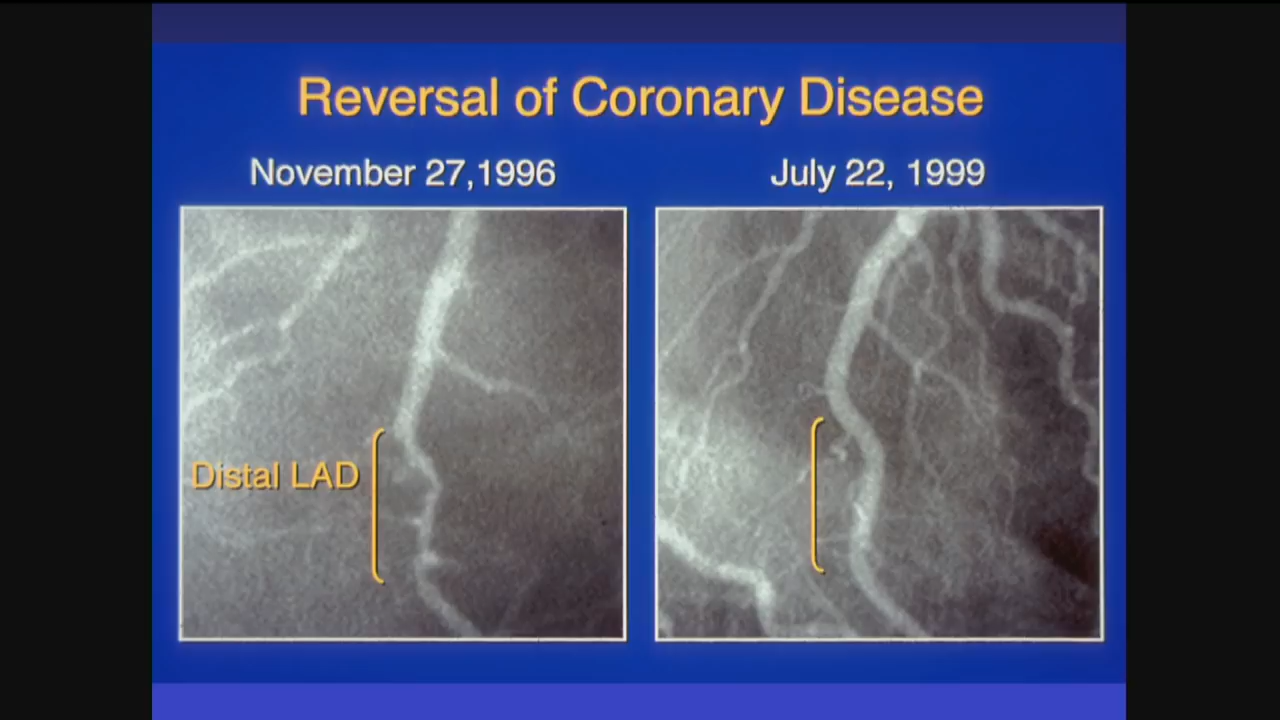 Reversal of Coronary Disease
November 27,1996
July 22, 1999
Distal LAD